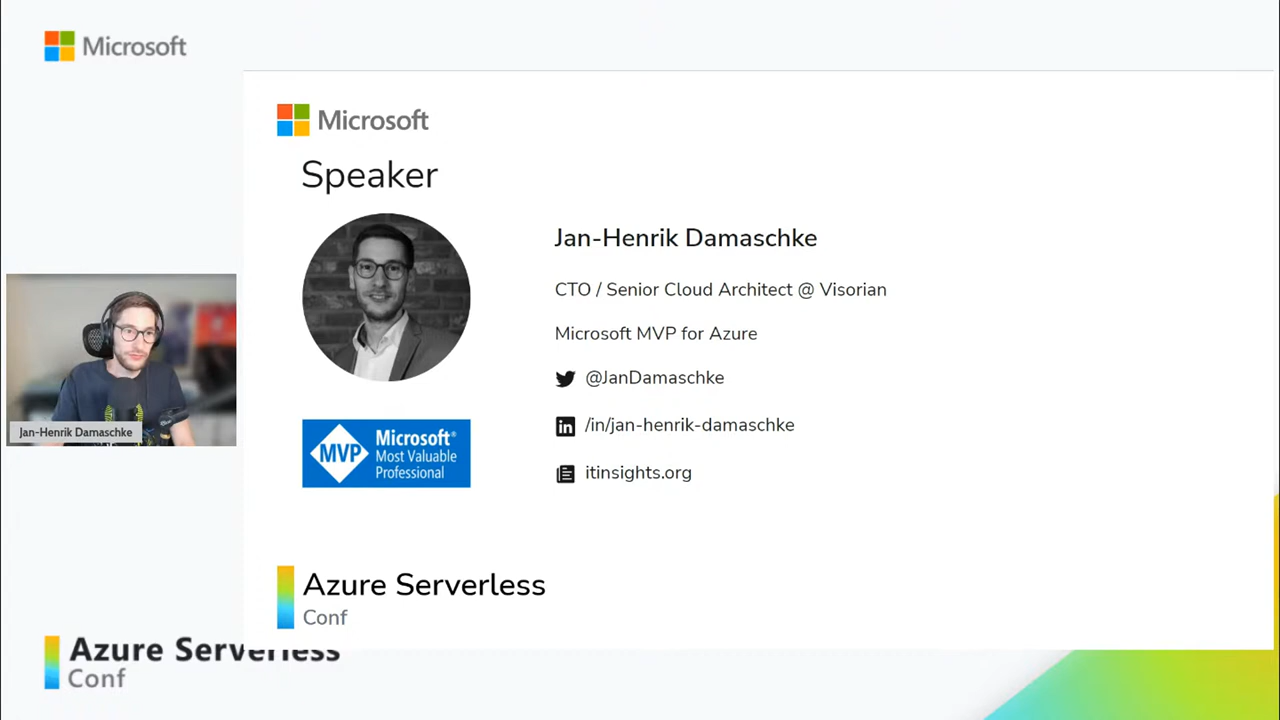 Microsoft
Microsoft
Speaker
Jan-Henrik Damaschke
CTO / Senior Cloud Architect @ Visorian
Microsoft MVP for Azure
@JanDamaschke
in /in/jan-henrik-damaschke
itinsights.org
MVP
Microsoft®
Most Valuable
Professional
Jan-Henrik Damaschke
Azure Serverless
Conf
Azure Serverless
Conf